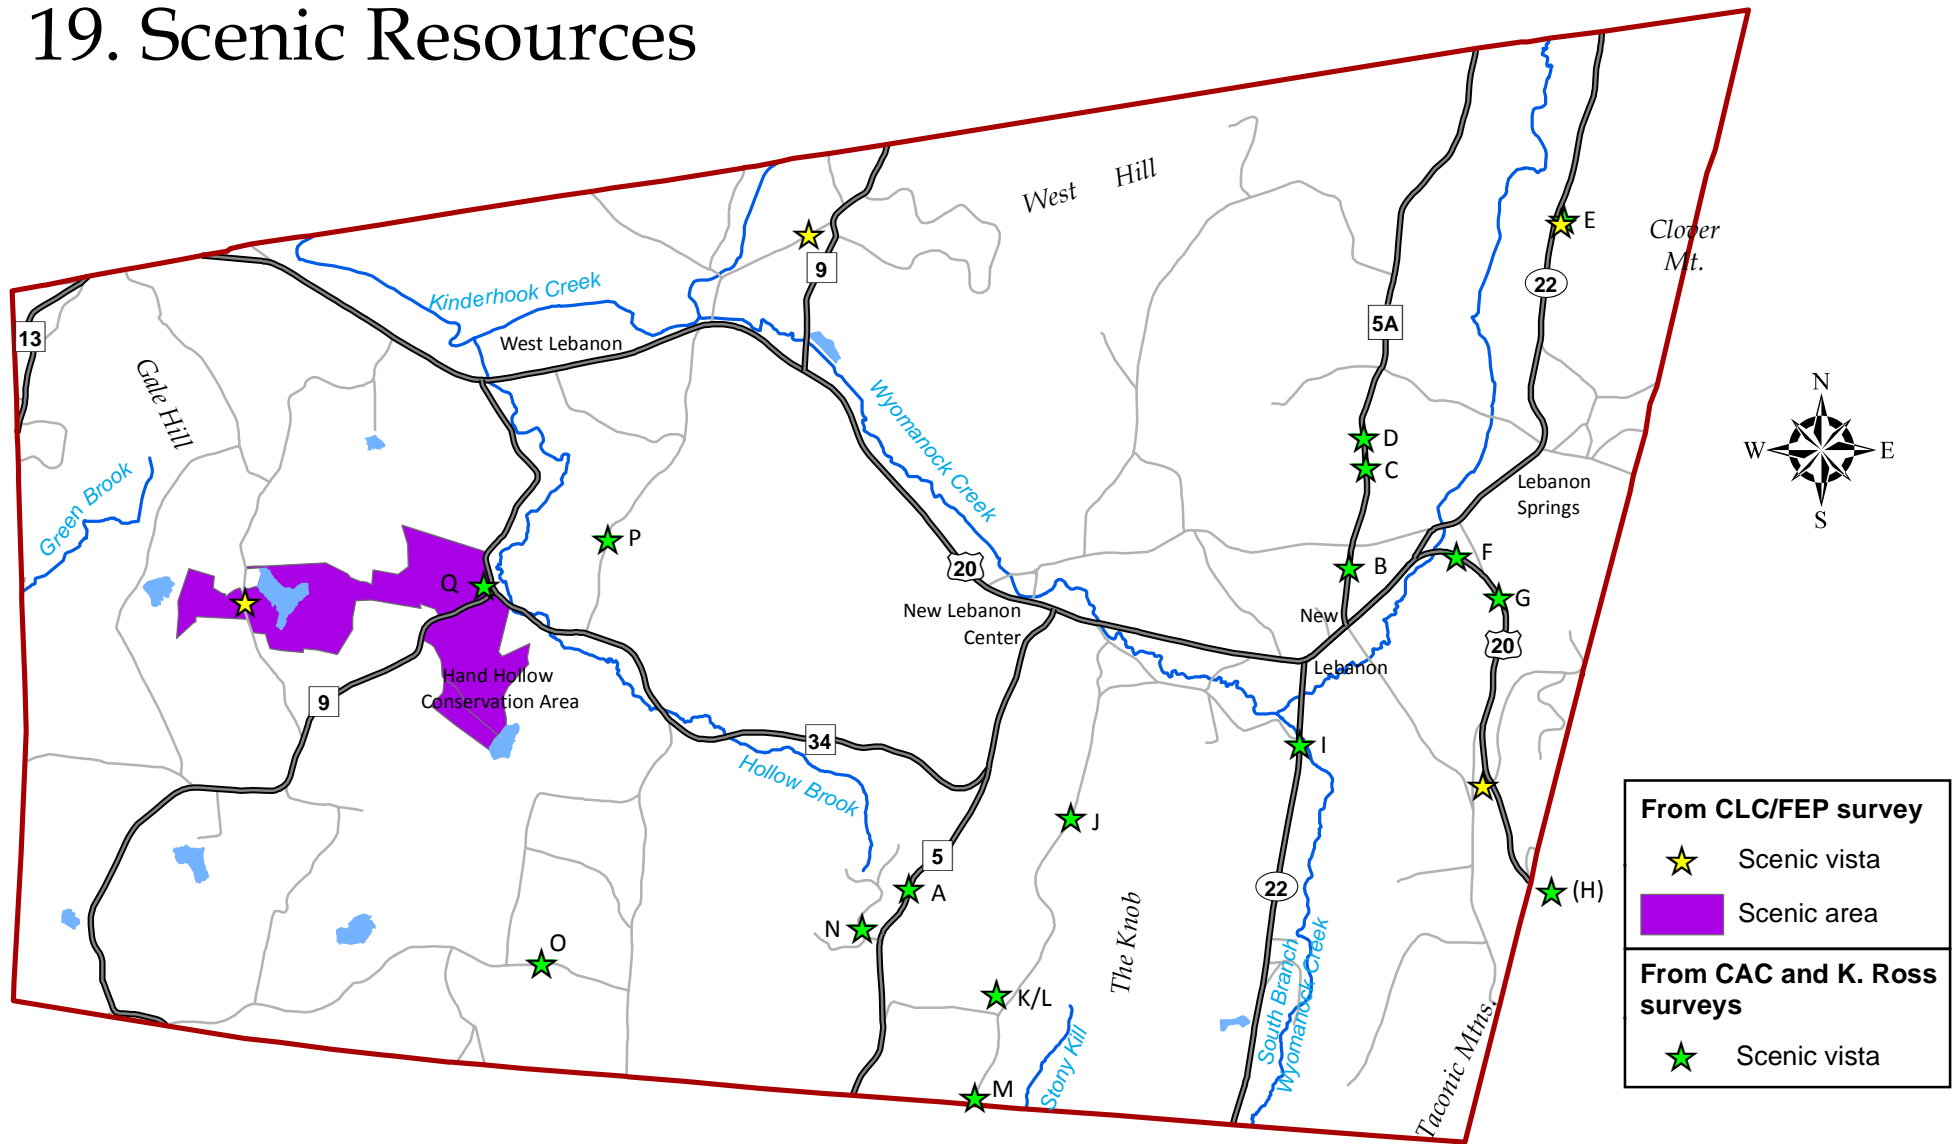 19. Scenic Resources
West Hill
E
Clover
Mt.
9
22
Kinderhook Creek
13
West Lebanon
5A
Gale Hill
Wyomanock Creek
N
W
E
S
D
C
Lebanon
Springs
Green Brook
P
Q
20
B
F
G
New Lebanon
Center
New
Lebanon
20
Hand Hollow
Conservation Area
9
34
I
Hollow Brook
J
5
A
22
(H)
N
O
The Knob
K/L
South Branch
Wyomanock Creek
Stony Kill
M
Taconic Mtns.
From CLC/FEP survey
Scenic vista
Scenic area
From CAC and K. Ross
surveys
Scenic vista